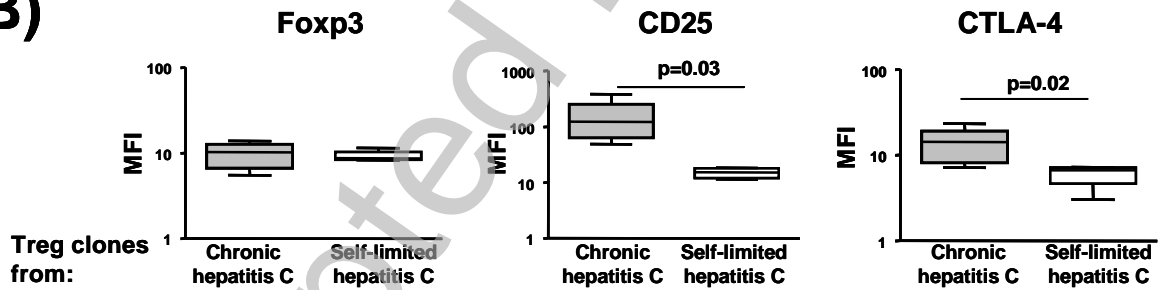 B)
Foxp3 CD25 CTLA-4
100 1000 100
p=0.03 p=0.02
100
MFI MFI MFI
10 10 10
1 1 1
Treg clones from:
Chronic hepatitis C
Self-limited hepatitis C
Chronic hepatitis C
Self-limited hepatitis C
Chronic hepatitis C
Self-limited hepatitis C